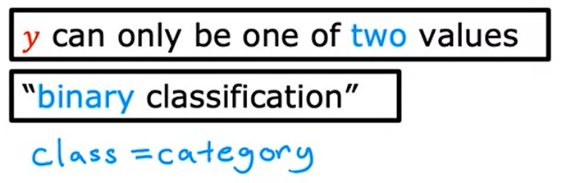 y can only be one of two values
“binary classification”
class = category